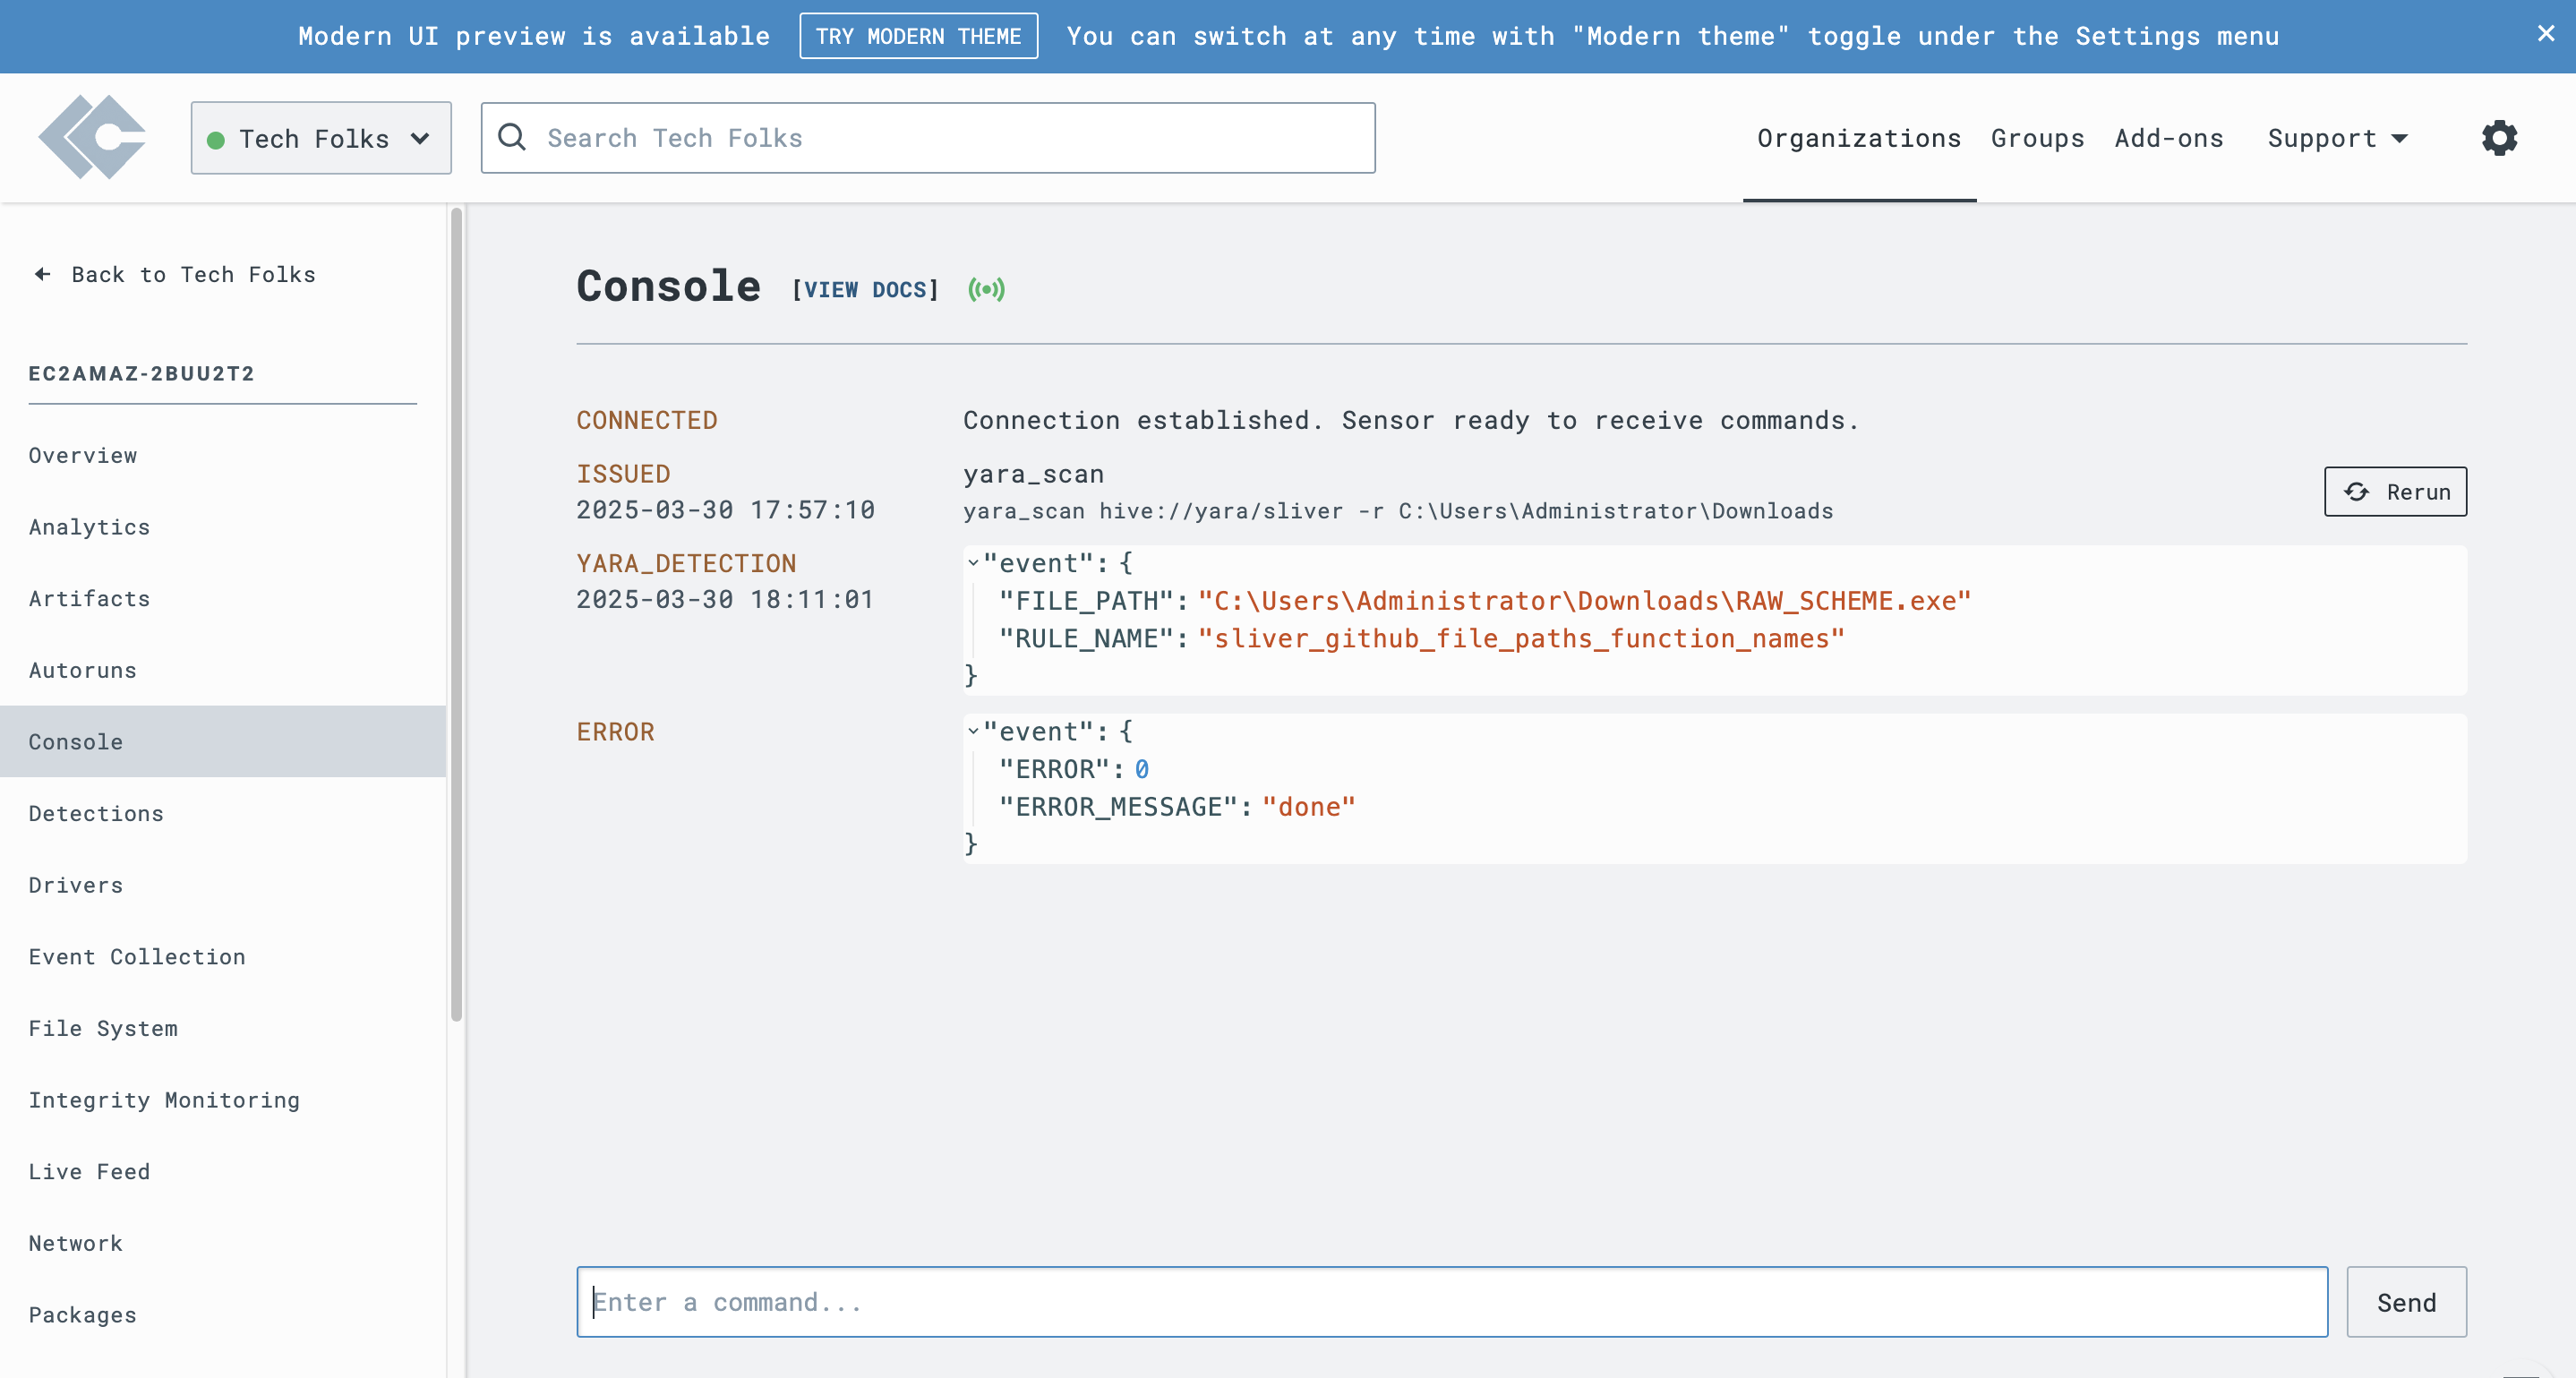 Modern UI preview is available TRY MODERN THEME You can switch at any time with "Modern theme" toggle under the Settings menu
Tech Folks
Search Tech Folks
Organizations Groups Add-ons Support
Back to Tech Folks
EC2AMAZ-2BUU2T2
Overview
Analytics
Artifacts
Autoruns
Console
Detections
Drivers
Event Collection
File System
Integrity Monitoring
Live Feed
Network
Packages
Console [VIEW DOCS]
CONNECTED Connection established. Sensor ready to receive commands.
ISSUED yara_scan
2025-03-30 17:57:10 yara_scan hive://yara/sliver -r C:\Users\Administrator\Downloads
Rerun
YARA_DETECTION "event": {
2025-03-30 18:11:01 "FILE_PATH": "C:\Users\Administrator\Downloads\RAW_SCHEME.exe"
"RULE_NAME": "sliver_github_file_paths_function_names"
}
ERROR "event": {
"ERROR": 0
"ERROR_MESSAGE": "done"
}
Enter a command...
Send